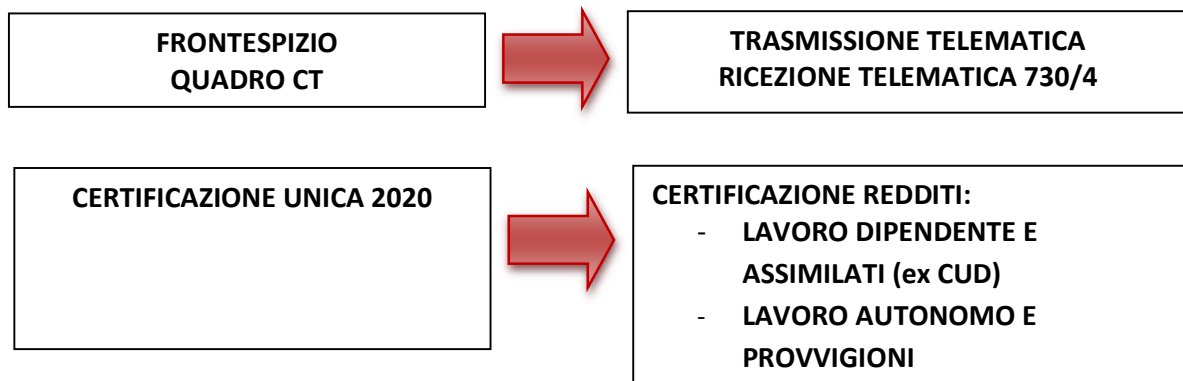 FRONTESPIZIO
QUADRO CT
TRASMISSIONE TELEMATICA
RICEZIONE TELEMATICA 730/4
CERTIFICAZIONE UNICA 2020
CERTIFICAZIONE REDDITI:
- LAVORO DIPENDENTE E
ASSIMILATI (ex CUD)
- LAVORO AUTONOMO E
PROVVIGIONI